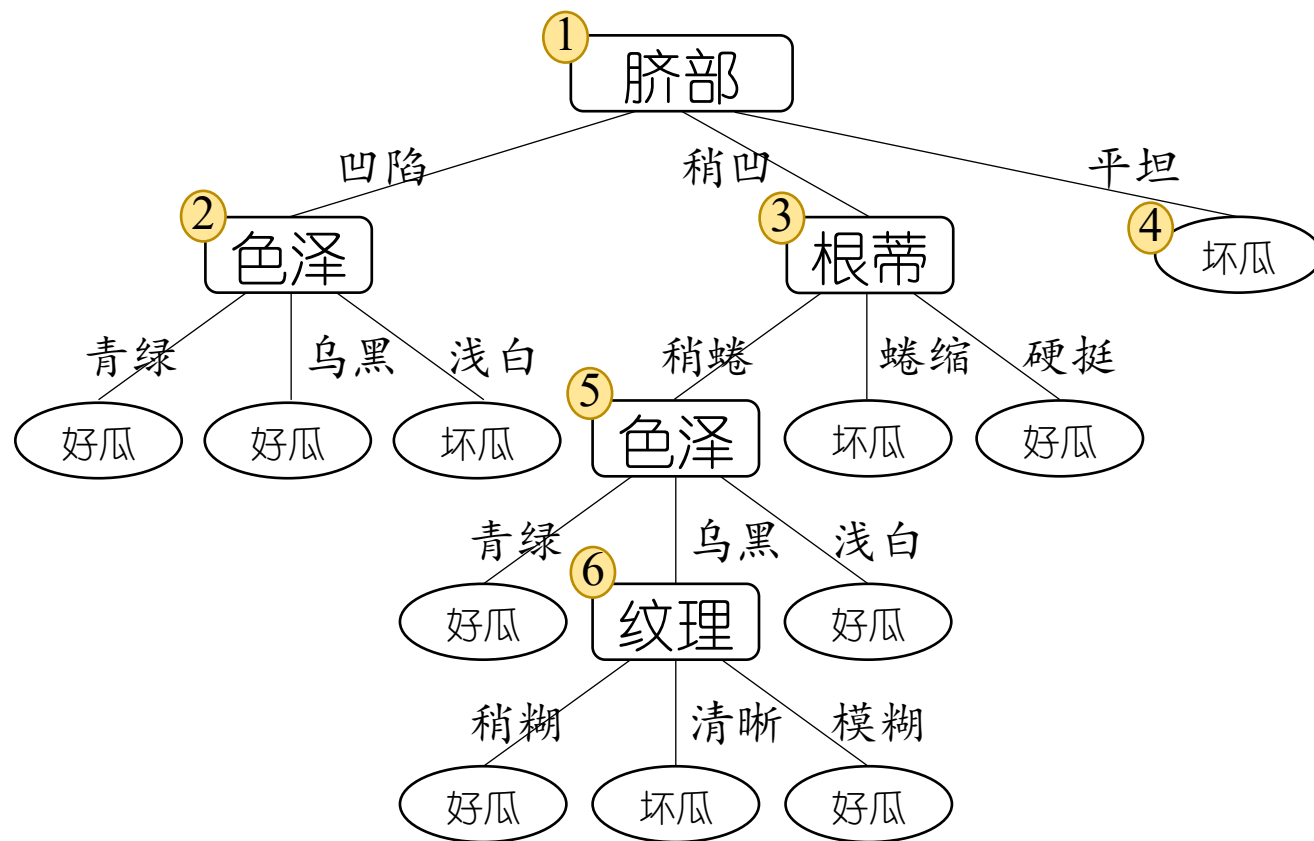 1
脐部
凹陷 稍凹 平坦
2 3 4
色泽 根蒂 坏瓜
青绿 乌黑 浅白 稍蜷 蜷缩 硬挺
5
好瓜 好瓜 坏瓜 色泽 坏瓜 好瓜
青绿 乌黑 浅白
6
好瓜 纹理 好瓜
稍糊 清晰 模糊
好瓜 坏瓜 好瓜